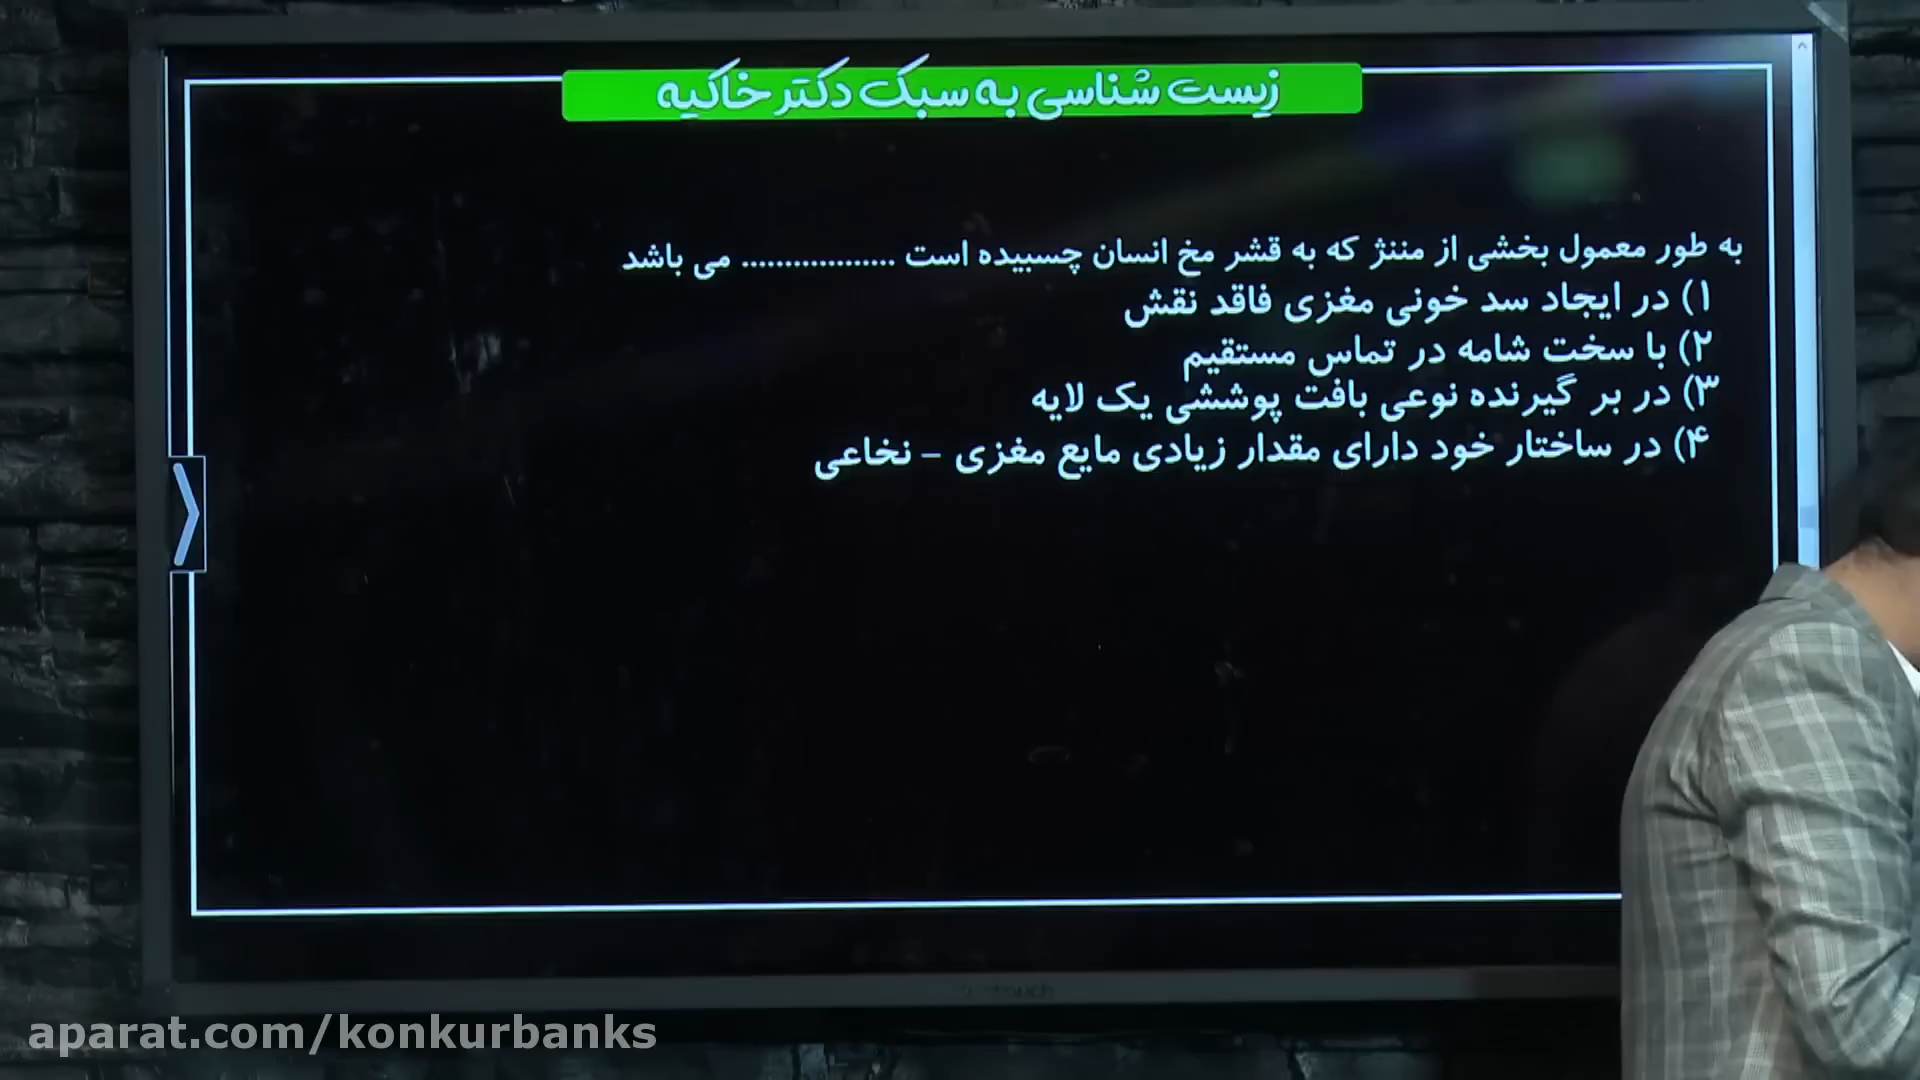 زیست شناسی به سبک دکتر خاکیه
به طور معمول بخشی از مننژ که به قشر مخ انسان چسبیده است .................. می باشد
۱) در ایجاد سد خونی مغزی فاقد نقش
۲) با سخت شامه در تماس مستقیم
۳) در بر گیرنده نوعی بافت پوششی یک لایه
۴) در ساختار خود دارای مقدار زیادی مایع مغزی – نخاعی
aparat.com/konkurbanks